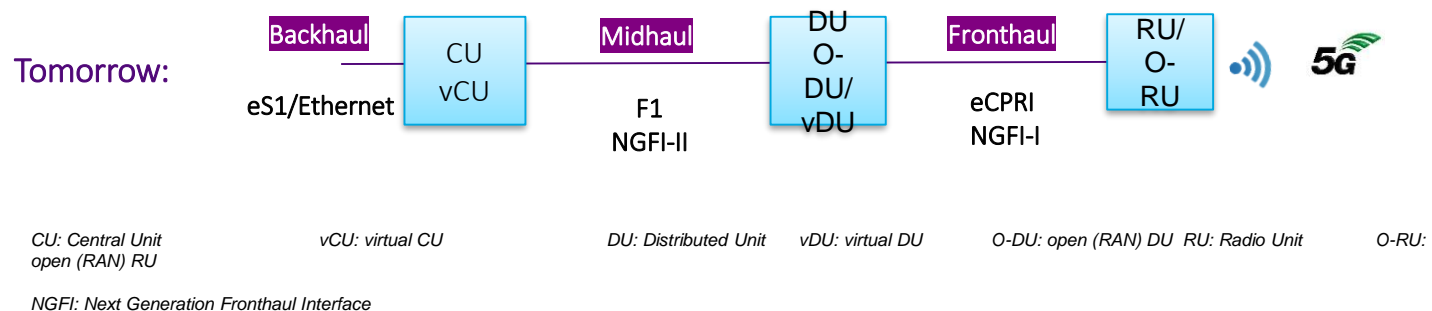 Tomorrow:
Backhaul
eS1/Ethernet
CU
vCU
Midhaul
F1
NGFI-II
DU
O-
DU/
vDU
Fronthaul
eCPRI
NGFI-I
RU/
O-
RU
5G
CU: Central Unit vCU: virtual CU DU: Distributed Unit vDU: virtual DU O-DU: open (RAN) DU RU: Radio Unit O-RU:
open (RAN) RU
NGFI: Next Generation Fronthaul Interface